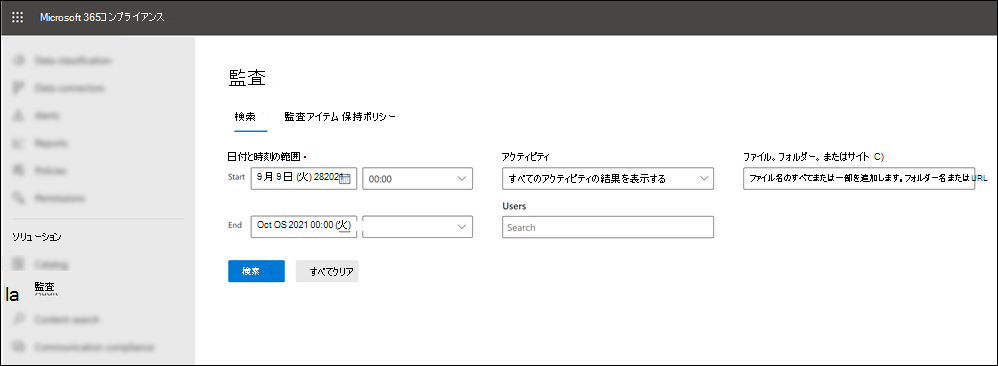 Microsoft 365コンプライアンス
Data classification
Data connectors
Alerts
Reports
Policies
Permissions
ソリューション
Catalog
監査
la
Content search
Communication compliance
監査
検索 監査アイテム 保持ポリシー
日付と時刻の範囲 •
Start 9 月 9 日 (火) 282021 00:00
End Oct OS 2021 00:00 (火)
アクティビティ
すべてのアクティビティの結果を表示する
Users
Search
ファイル。フォルダー。またはサイト C)
ファイル名のすべてまたは一部を追加します。フォルダー名 または URL
検索 すべてクリア